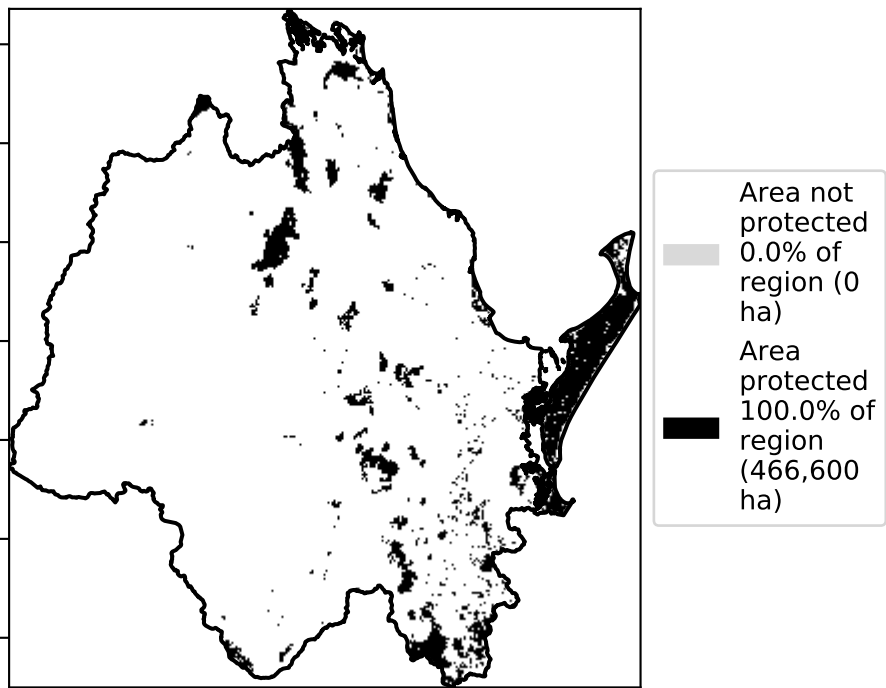 Area not
protected
0.0% of
region (0
ha)
Area
protected
100.0% of
region
(466,600
ha)